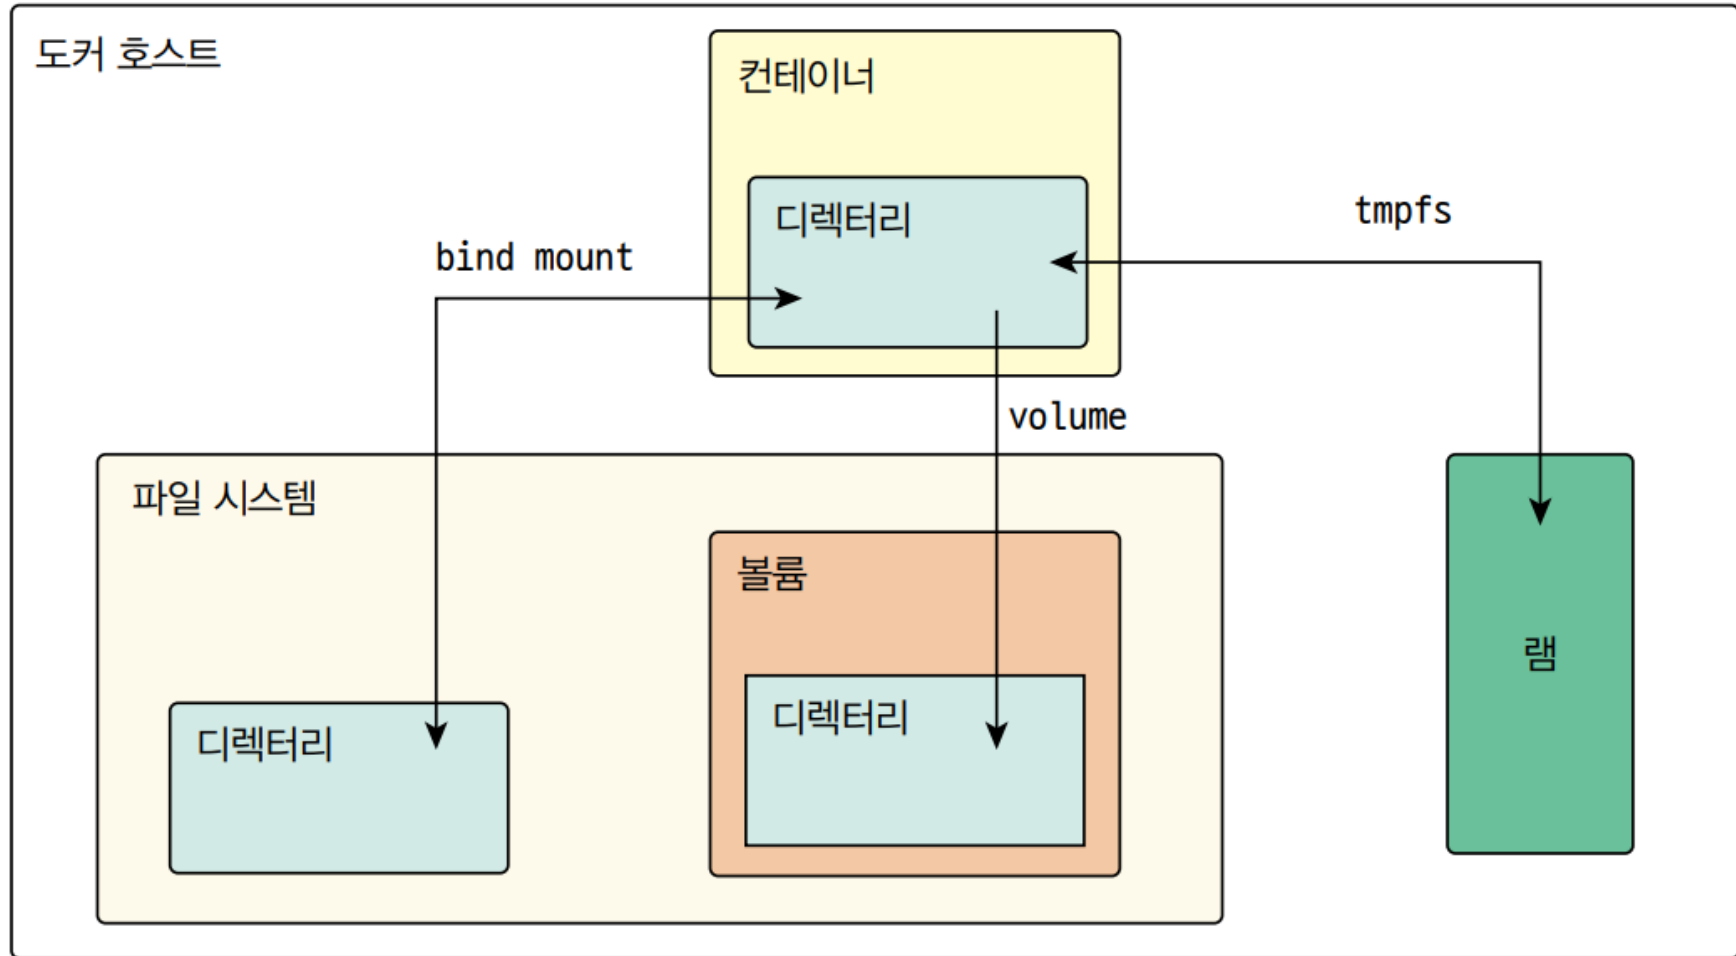 도커 호스트
컨테이너
디렉터리
tmpfs
bind mount
volume
파일 시스템
볼륨
램
디렉터리
디렉터리